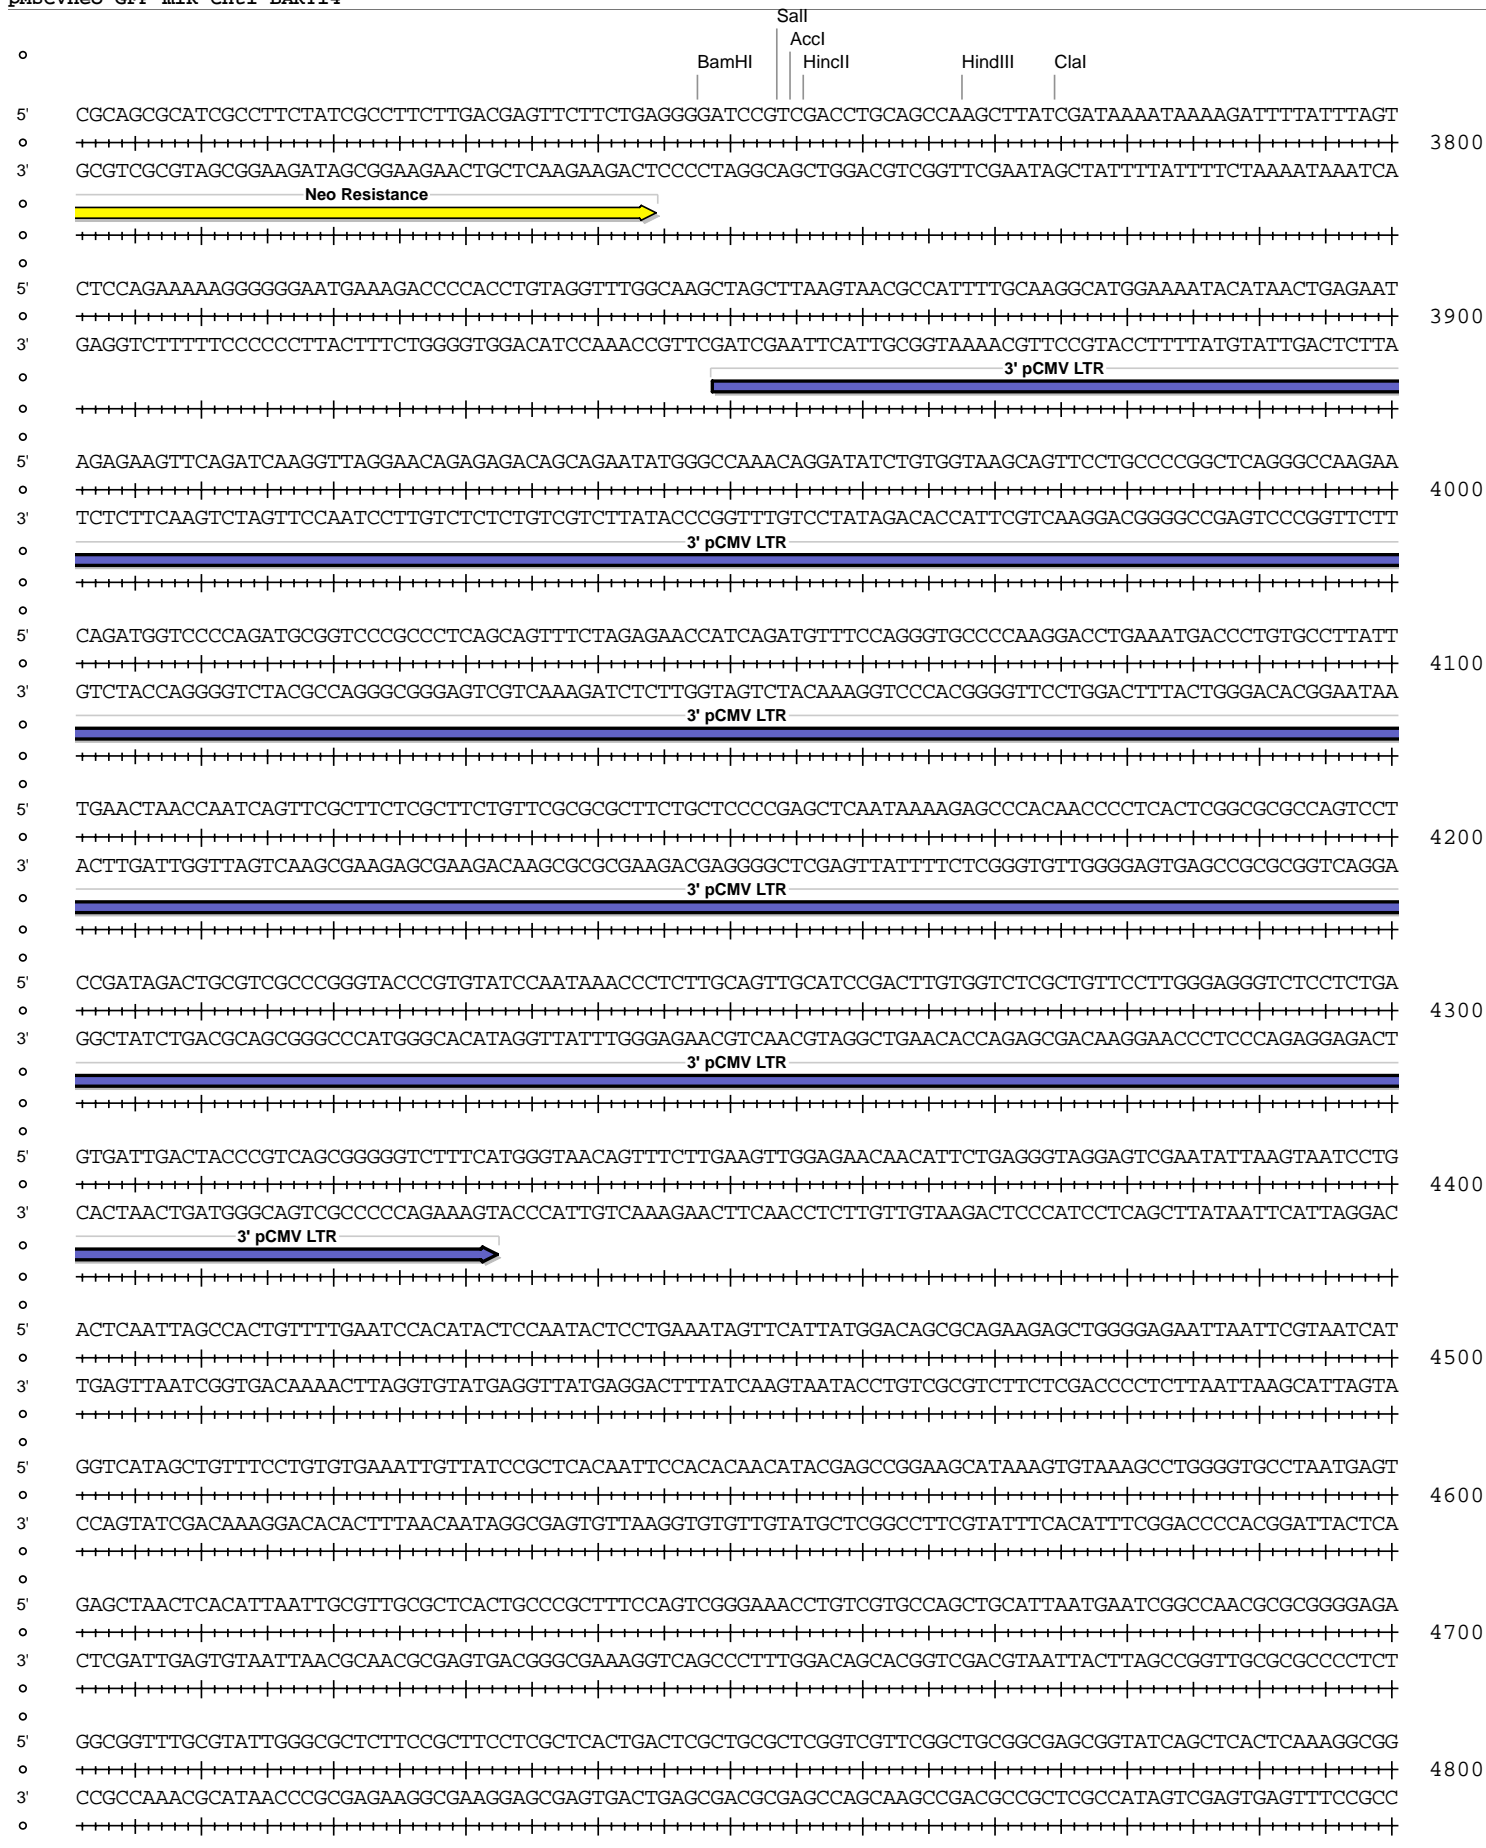 SalI
AccI
BamHI HincII HindIII ClaI
5' CGCAGCGCATCGCCTTCTATCGCCTTCTTGACGAGTTCTTCTGAGGGGATCCGTCGACCTGCAGCCAAGCTTATCGATAAAATAAAAGATTTTATTTAGT
3800
3' GCGTCGCGTAGCGGAAGATAGCGGAAGAACTGCTCAAGAAGACTCCCCTAGGCAGCTGGACGTCGGTTCGAATAGCTATTTTATTTTCTAAAATAAATCA
Neo Resistance
5' CTCCAGAAAAAGGGGGGAATGAAAGACCCCACCTGTAGGTTTGGCAAGCTAGCTTAAGTAACGCCATTTTGCAAGGCATGGAAAATACATAACTGAGAAT
3900
3' GAGGTCTTTTTCCCCCCTTACTTTCTGGGGTGGACATCCAAACCGTTCGATCGAATTCATTGCGGTAAAACGTTCCGTACCTTTTATGTATTGACTCTTA
3' pCMV LTR
5' AGAGAAGTTCAGATCAAGGTTAGGAACAGAGAGACAGCAGAATATGGGCCAAACAGGATATCTGTGGTAAGCAGTTCCTGCCCCGGCTCAGGGCCAAGAA
4000
3' TCTCTTCAAGTCTAGTTCCAATCCTTGTCTCTCTGTCGTCTTATACCCGGTTTGTCCTATAGACACCATTCGTCAAGGACGGGGCCGAGTCCCGGTTCTT
3' pCMV LTR
5' CAGATGGTCCCCAGATGCGGTCCCGCCCTCAGCAGTTTCTAGAGAACCATCAGATGTTTCCAGGGTGCCCCAAGGACCTGAAATGACCCTGTGCCTTATT
4100
3' GTCTACCAGGGGTCTACGCCAGGGCGGGAGTCGTCAAAGATCTCTTGGTAGTCTACAAAGGTCCCACGGGGTTCCTGGACTTTACTGGGACACGGAATAA
3' pCMV LTR
5' TGAACTAACCAATCAGTTCGCTTCTCGCTTCTGTTCGCGCGCTTCTGCTCCCCGAGCTCAATAAAAGAGCCCACAACCCCTCACTCGGCGCGCCAGTCCT
4200
3' ACTTGATTGGTTAGTCAAGCGAAGAGCGAAGACAAGCGCGCGAAGACGAGGGGCTCGAGTTATTTTCTCGGGTGTTGGGGAGTGAGCCGCGCGGTCAGGA
3' pCMV LTR
5' CCGATAGACTGCGTCGCCCGGGTACCCGTGTATCCAATAAACCCTCTTGCAGTTGCATCCGACTTGTGGTCTCGCTGTTCCTTGGGAGGGTCTCCTCTGA
4300
3' GGCTATCTGACGCAGCGGGCCCATGGGCACATAGGTTATTTGGGAGAACGTCAACGTAGGCTGAACACCAGAGCGACAAGGAACCCTCCCAGAGGAGACT
3' pCMV LTR
5' GTGATTGACTACCCGTCAGCGGGGGTCTTTCATGGGTAACAGTTTCTTGAAGTTGGAGAACAACATTCTGAGGGTAGGAGTCGAATATTAAGTAATCCTG
4400
3' CACTAACTGATGGGCAGTCGCCCCCAGAAAGTACCCATTGTCAAAGAACTTCAACCTCTTGTTGTAAGACTCCCATCCTCAGCTTATAATTCATTAGGAC
3' pCMV LTR
5' ACTCAATTAGCCACTGTTTTGAATCCACATACTCCAATACTCCTGAAATAGTTCATTATGGACAGCGCAGAAGAGCTGGGGAGAATTAATTCGTAATCAT
4500
3' TGAGTTAATCGGTGACAAAACTTAGGTGTATGAGGTTATGAGGACTTTATCAAGTAATACCTGTCGCGTCTTCTCGACCCCTCTTAATTAAGCATTAGTA
5' GGTCATAGCTGTTTCCTGTGTGAAATTGTTATCCGCTCACAATTCCACACAACATACGAGCCGGAAGCATAAAGTGTAAAGCCTGGGGTGCCTAATGAGT
4600
3' CCAGTATCGACAAAGGACACACTTTAACAATAGGCGAGTGTTAAGGTGTGTTGTATGCTCGGCCTTCGTATTTCACATTTCGGACCCCACGGATTACTCA
5' GAGCTAACTCACATTAATTGCGTTGCGCTCACTGCCCGCTTTCCAGTCGGGAAACCTGTCGTGCCAGCTGCATTAATGAATCGGCCAACGCGCGGGGAGA
4700
3' CTCGATTGAGTGTAATTAACGCAACGCGAGTGACGGGCGAAAGGTCAGCCCTTTGGACAGCACGGTCGACGTAATTACTTAGCCGGTTGCGCGCCCCTCT
5' GGCGGTTTGCGTATTGGGCGCTCTTCCGCTTCCTCGCTCACTGACTCGCTGCGCTCGGTCGTTCGGCTGCGGCGAGCGGTATCAGCTCACTCAAAGGCGG
4800
3' CCGCCAAACGCATAACCCGCGAGAAGGCGAAGGAGCGAGTGACTGAGCGACGCGAGCCAGCAAGCCGACGCCGCTCGCCATAGTCGAGTGAGTTTCCGCC